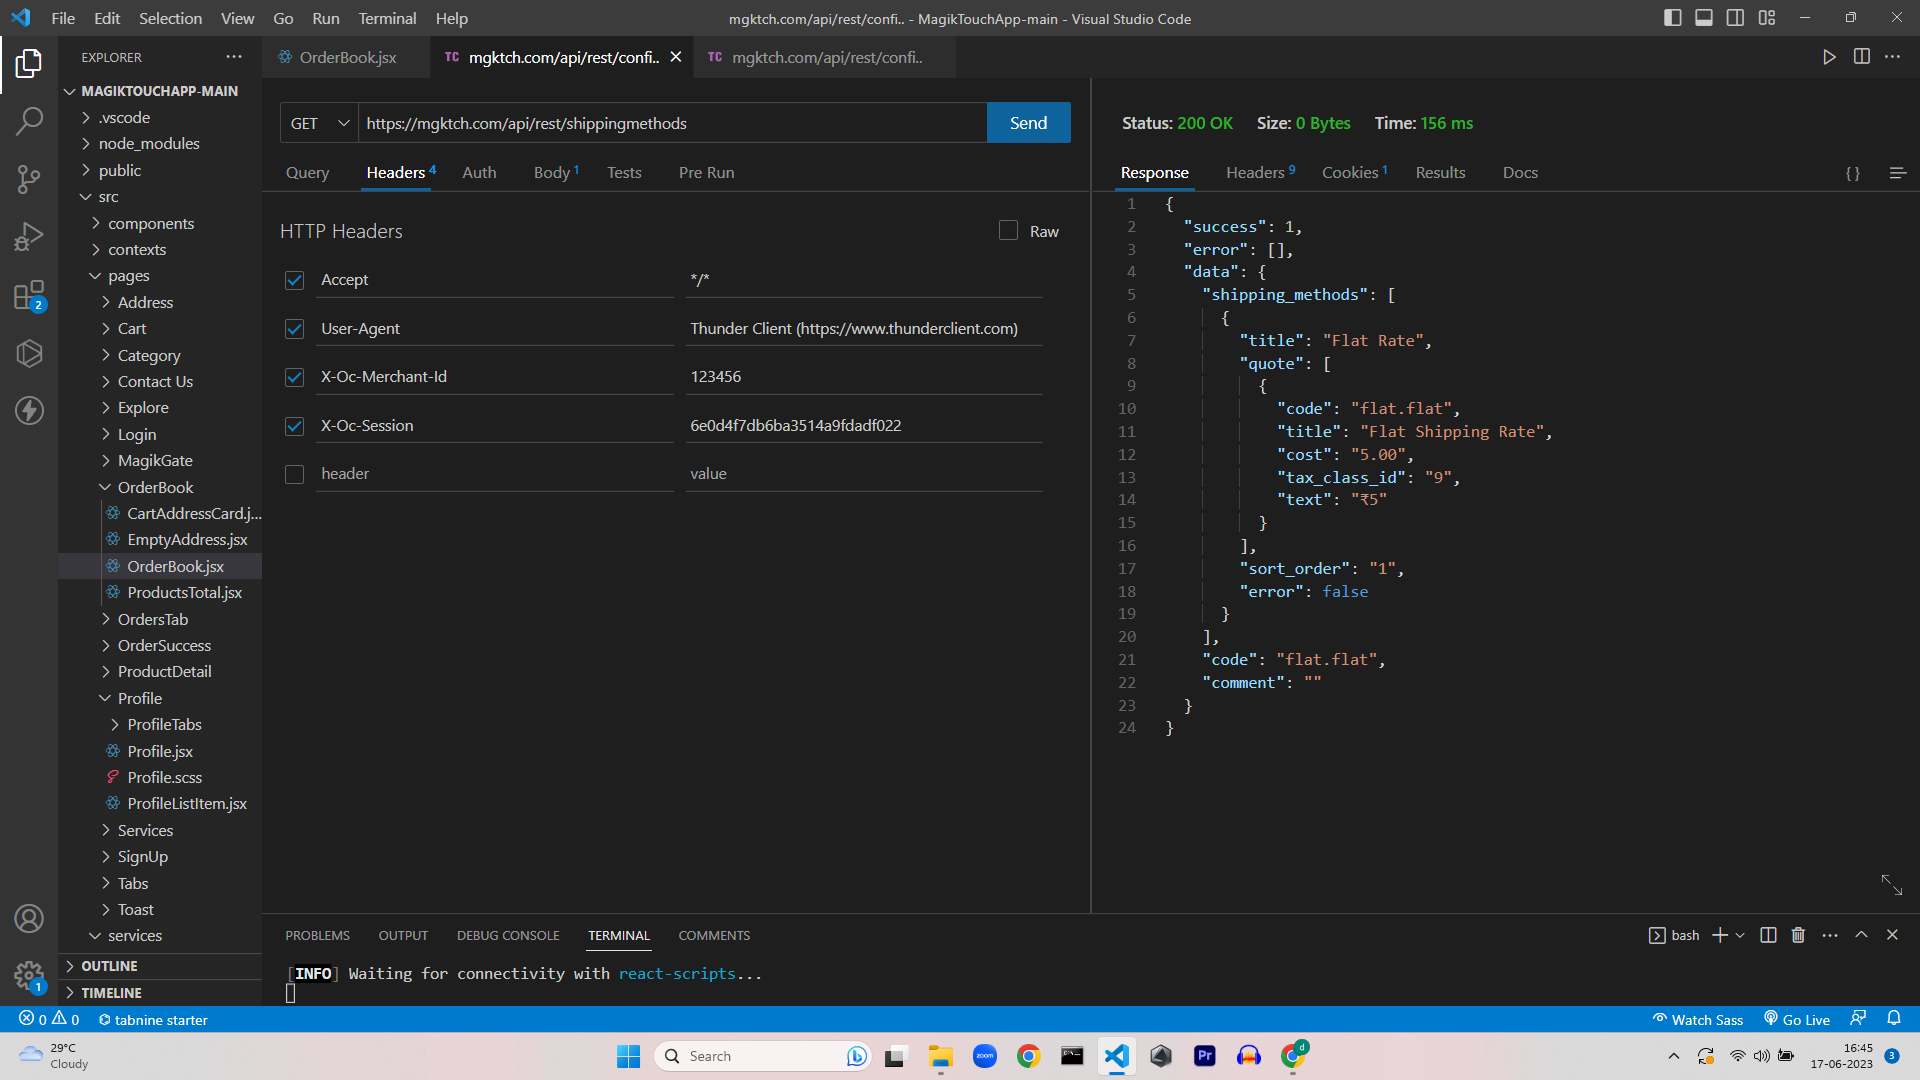 File Edit Selection View Go Run Terminal Help
mgktch.com/api/rest/confi.. - MagikTouchApp-main - Visual Studio Code
EXPLORER
OrderBook.jsx
TC mgktch.com/api/rest/confi..
TC mgktch.com/api/rest/confi..
MAGIKTOUCHAPP-MAIN
.vscode
node_modules
public
src
components
contexts
pages
Address
Cart
Category
Contact Us
Explore
Login
MagikGate
OrderBook
CartAddressCard.j...
EmptyAddress.jsx
OrderBook.jsx
ProductsTotal.jsx
OrdersTab
OrderSuccess
ProductDetail
Profile
ProfileTabs
Profile.jsx
Profile.scss
ProfileListItem.jsx
Services
SignUp
Tabs
Toast
services
OUTLINE
TIMELINE
2
1
GET https://mgktch.com/api/rest/shippingmethods Send
Query Headers 4 Auth Body 1 Tests Pre Run
HTTP Headers Raw
Accept */*
User-Agent Thunder Client (https://www.thunderclient.com)
X-Oc-Merchant-Id 123456
X-Oc-Session 6e0d4f7db6ba3514a9fdadf022
header value
Status: 200 OK Size: 0 Bytes Time: 156 ms
Response Headers 9 Cookies 1 Results Docs { }
1 {
2 "success": 1,
3 "error": [],
4 "data": {
5 "shipping_methods": [
6 {
7 "title": "Flat Rate",
8 "quote": [
9 {
10 "code": "flat.flat",
11 "title": "Flat Shipping Rate",
12 "cost": "5.00",
13 "tax_class_id": "9",
14 "text": "₹5"
15 }
16 ],
17 "sort_order": "1",
18 "error": false
19 }
20 ],
21 "code": "flat.flat",
22 "comment": ""
23 }
24 }
PROBLEMS OUTPUT DEBUG CONSOLE TERMINAL COMMENTS
bash
[INFO] Waiting for connectivity with react-scripts...
0 0 tabnine starter
Watch Sass Go Live
29°C
Cloudy
Search
zoom
Pr
d
16:45
17-06-2023
3